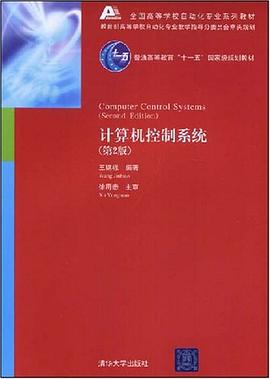 全国高等学校自动化专业系列教材
教育部高等学校自动化专业教学指导分委员会牵头规划
普通高等教育“十一五”国家级规划教材
Computer Control Systems
(Second Edition)
计算机控制系统
(第2版)
王锦标 编著
Wang Jinbiao
徐用懋 主审
Xu Yongmao
清华大学出版社